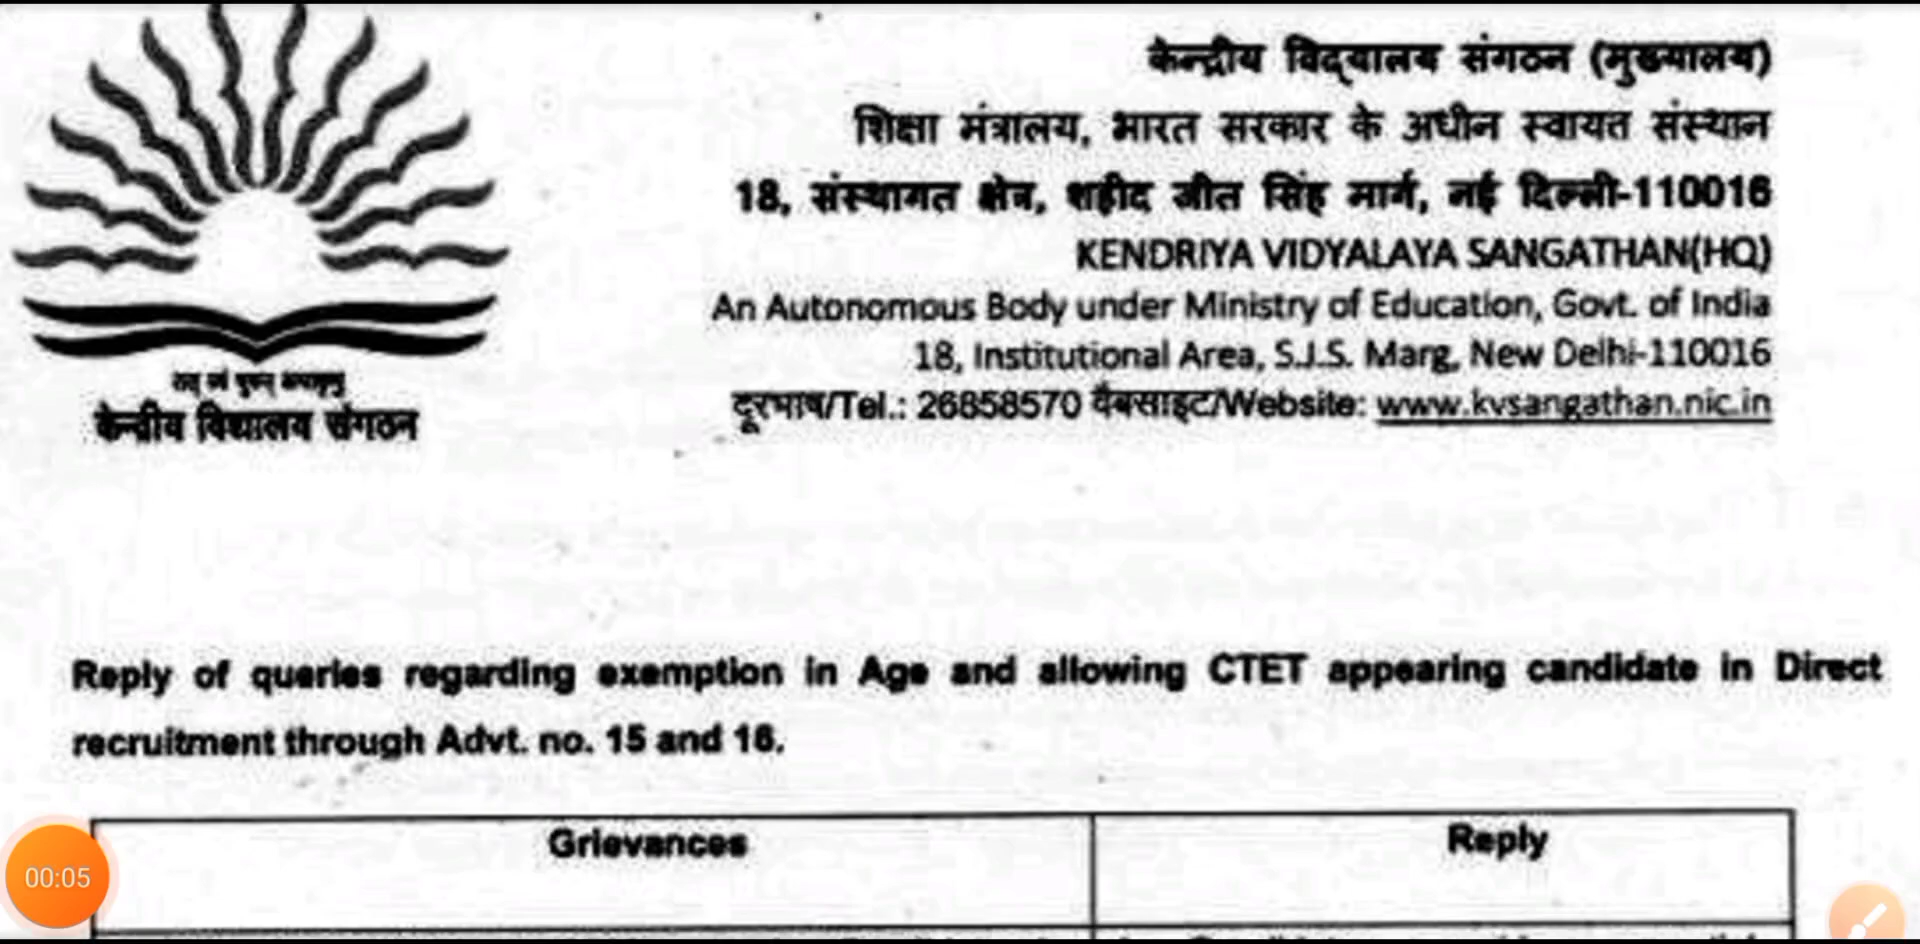 केन्द्रीय विद्यालय संगठन (मुख्यालय)
शिक्षा मंत्रालय, भारत सरकार के अधीन स्वायत संस्थान
18, संस्थागत क्षेत्र, शहीद जीत सिंह मार्ग, नई दिल्ली-110016
KENDRIYA VIDYALAYA SANGATHAN(HQ)
An Autonomous Body under Ministry of Education, Govt. of India
18, Institutional Area, S.J.S. Marg, New Delhi-110016
दूरभाष/Tel.: 26858570 वैबसाइट/Website: www.kvsangathan.nic.in
केन्द्रीय विद्यालय संगठन
Reply of queries regarding exemption in Age and allowing CTET appearing candidate in Direct
recruitment through Advt. no. 15 and 16.
Grievances
Reply
00:05